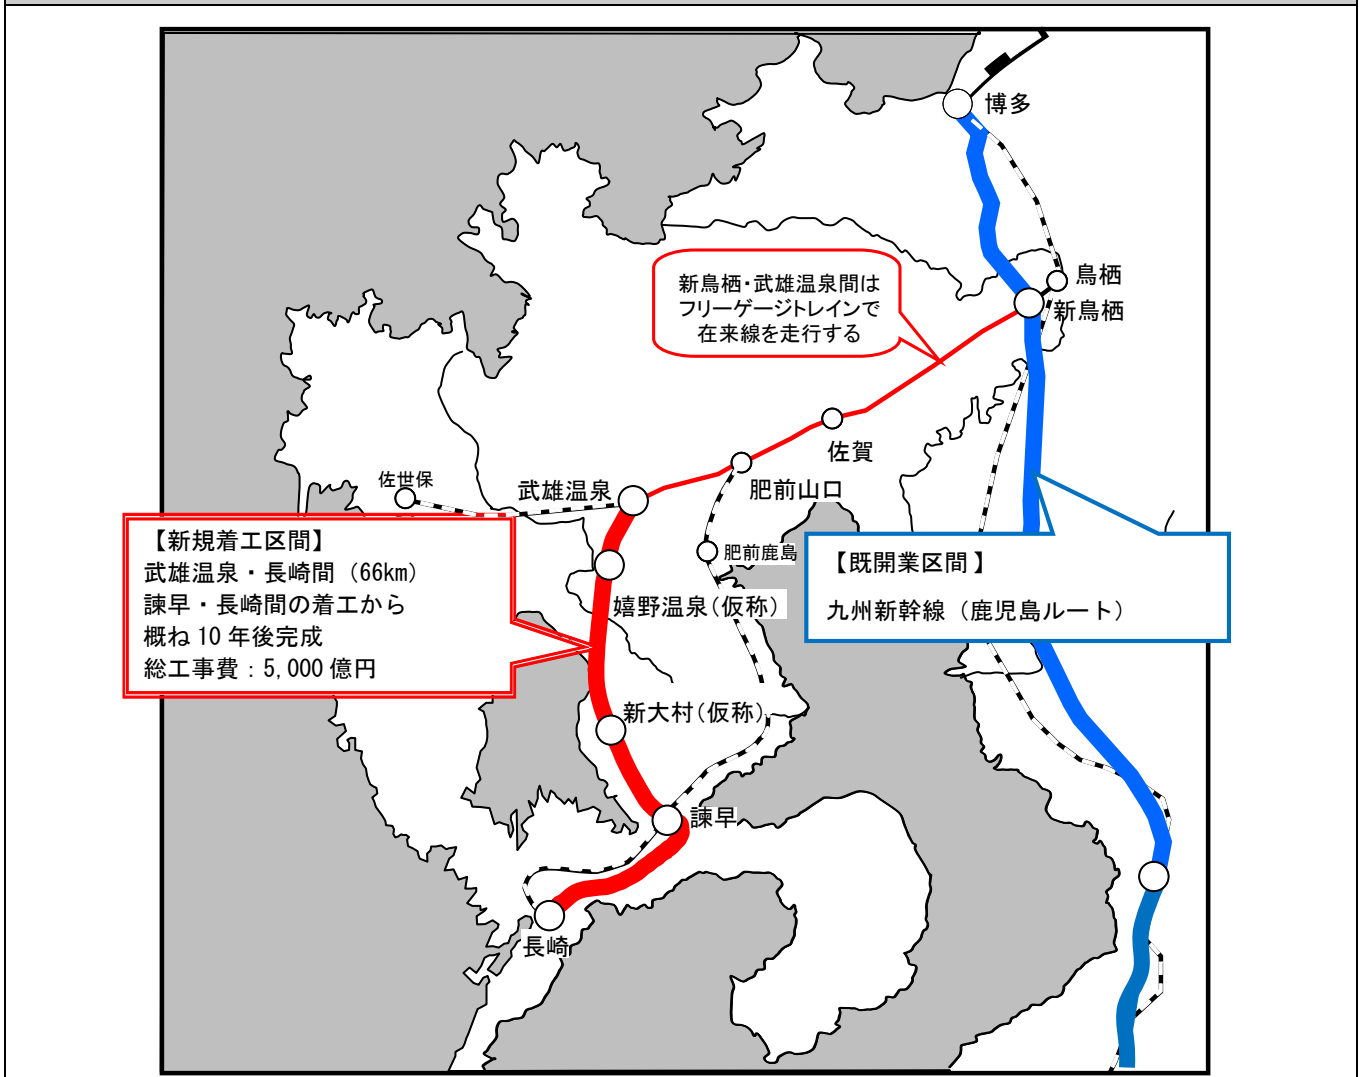 博多
鳥栖
新鳥栖
新鳥栖・武雄温泉間は
フリーゲージトレインで
在来線を走行する
佐賀
肥前山口
佐世保
武雄温泉
肥前鹿島
【新規着工区間】
武雄温泉・長崎間（66km）
諫早・長崎間の着工から
概ね 10 年後完成
総工事費：5,000 億円
【既開業区間】
九州新幹線（鹿児島ルート）
嬉野温泉（仮称）
新大村（仮称）
諫早
長崎